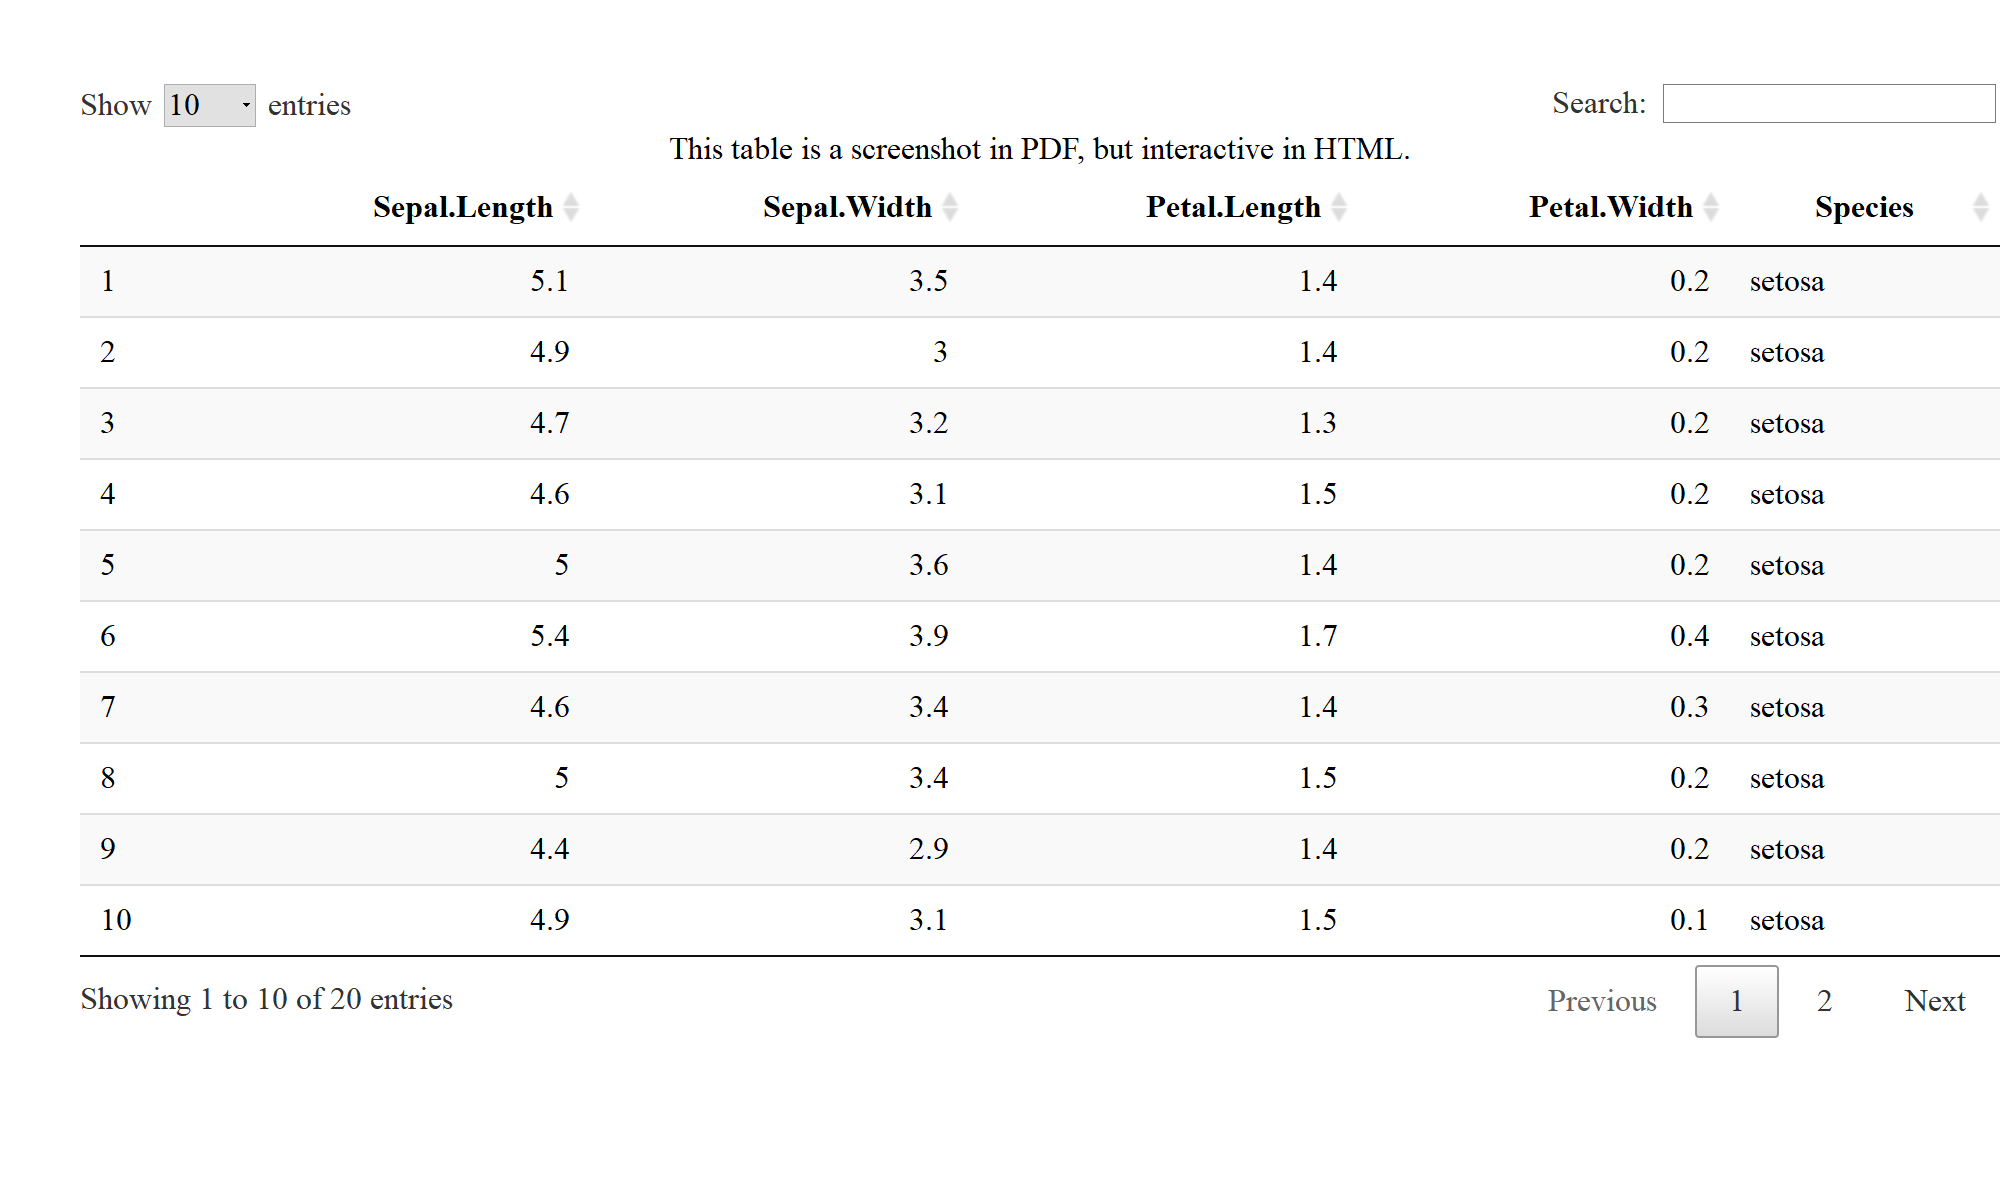 Show 10 entries Search:
This table is a screenshot in PDF, but interactive in HTML.
Sepal.Length Sepal.Width Petal.Length Petal.Width Species
1 5.1 3.5 1.4 0.2 setosa
2 4.9 3 1.4 0.2 setosa
3 4.7 3.2 1.3 0.2 setosa
4 4.6 3.1 1.5 0.2 setosa
5 5 3.6 1.4 0.2 setosa
6 5.4 3.9 1.7 0.4 setosa
7 4.6 3.4 1.4 0.3 setosa
8 5 3.4 1.5 0.2 setosa
9 4.4 2.9 1.4 0.2 setosa
10 4.9 3.1 1.5 0.1 setosa
Showing 1 to 10 of 20 entries Previous 1 2 Next